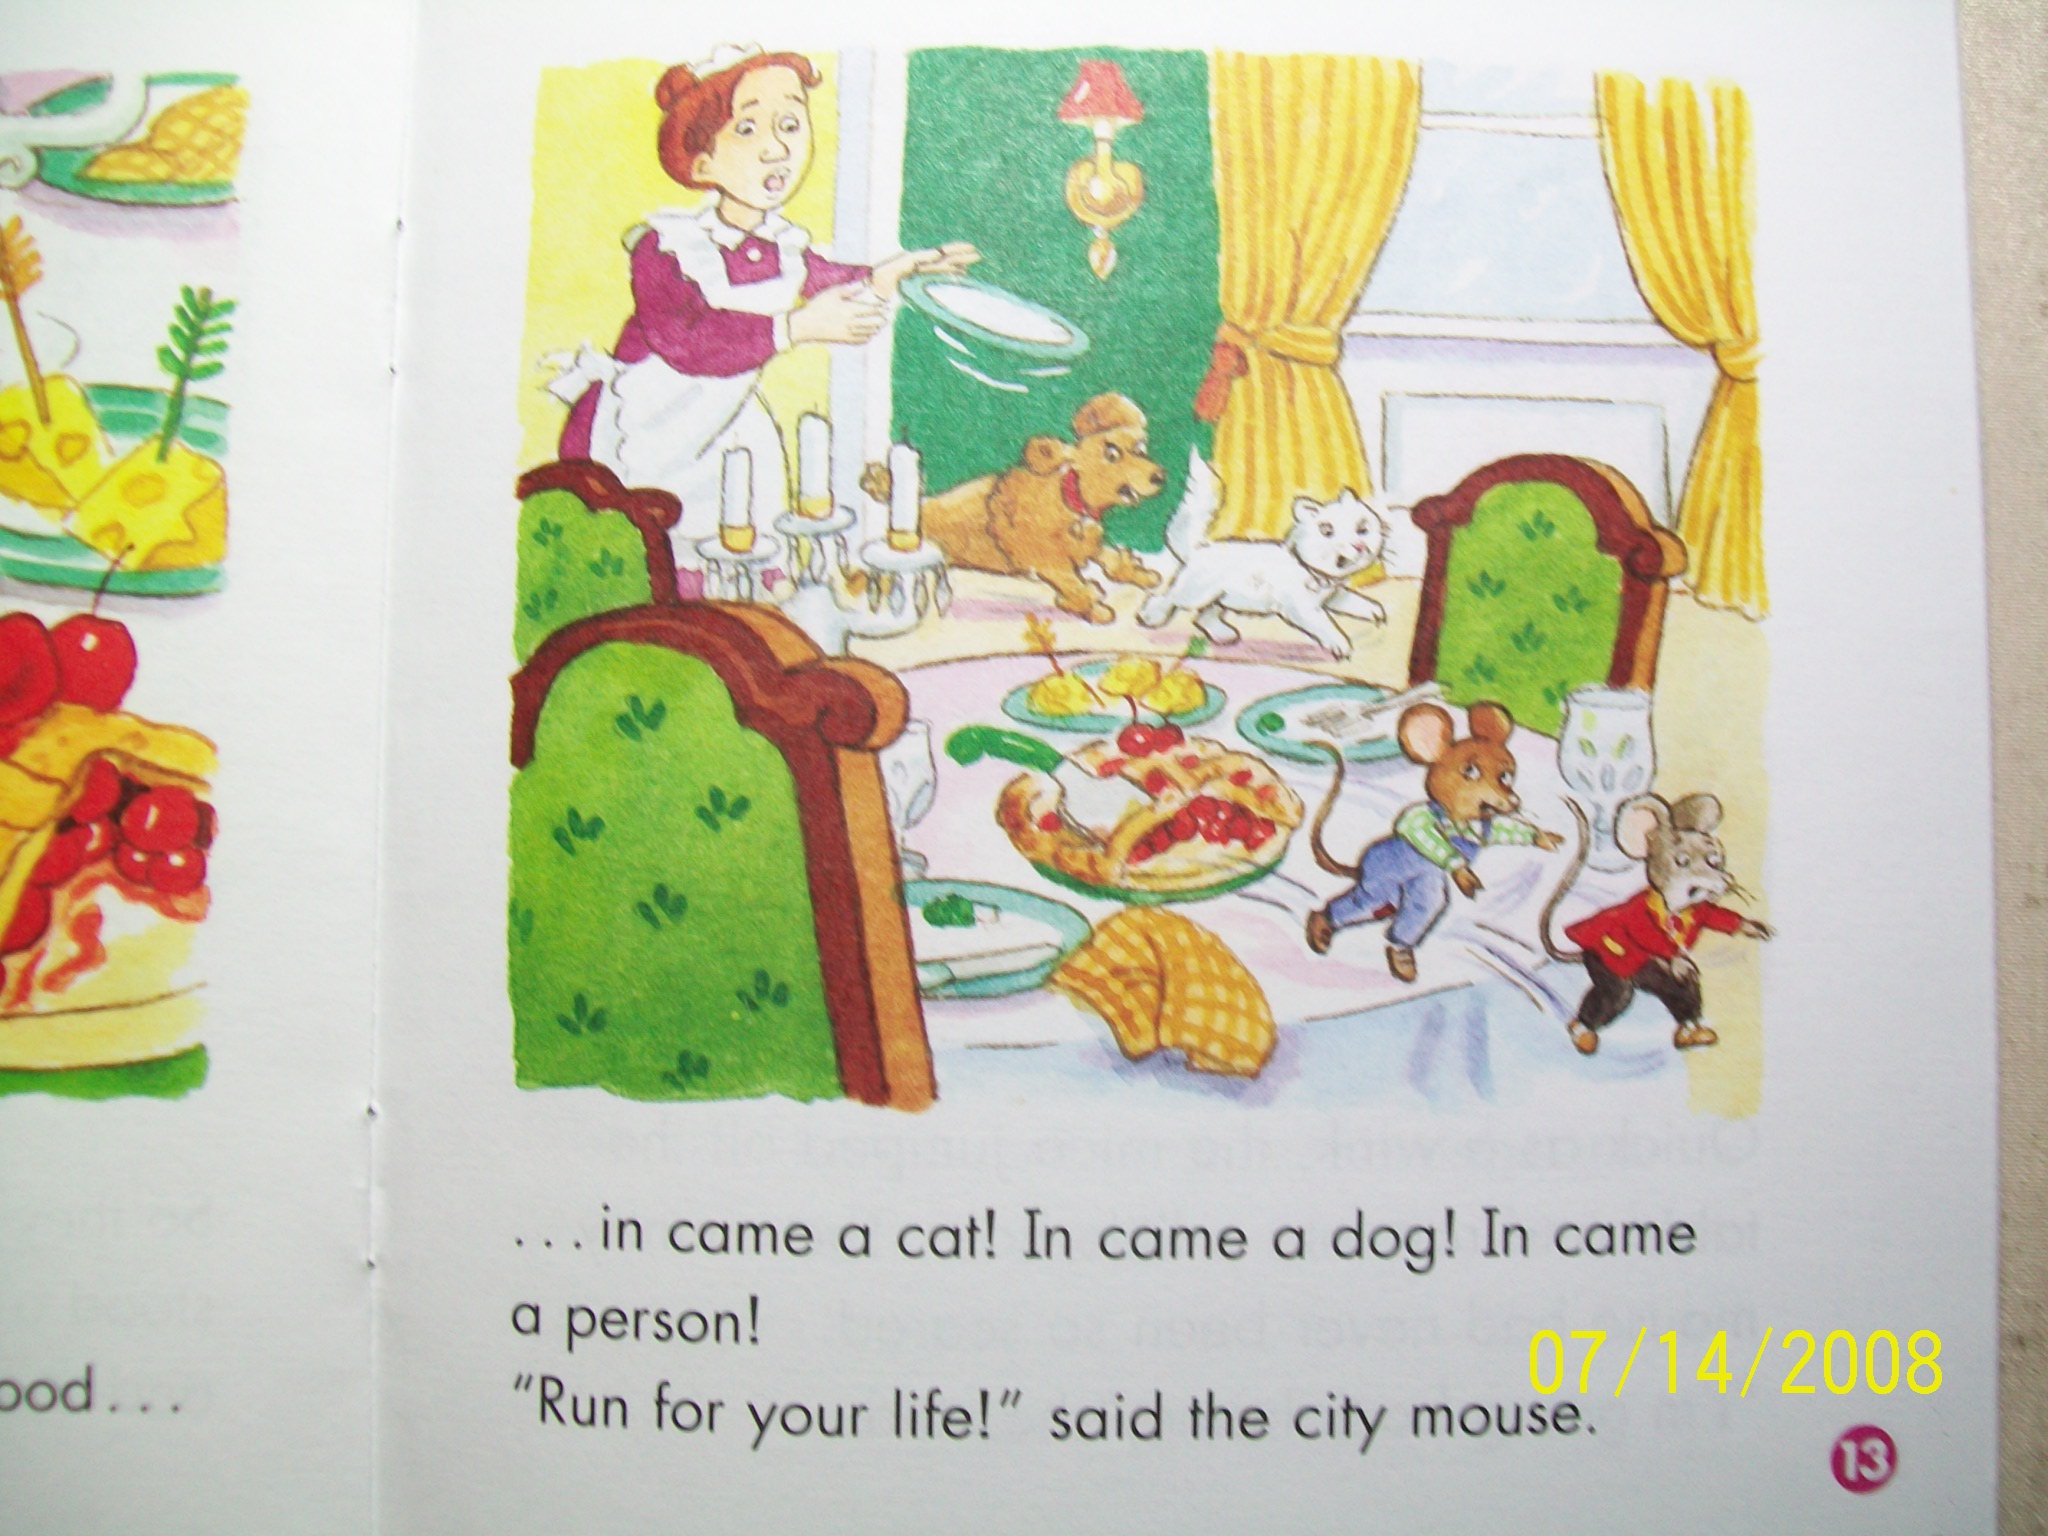 ood...
...in came a cat! In came a dog! In came
a person!
"Run for your life!" said the city mouse.
07/14/2008
13